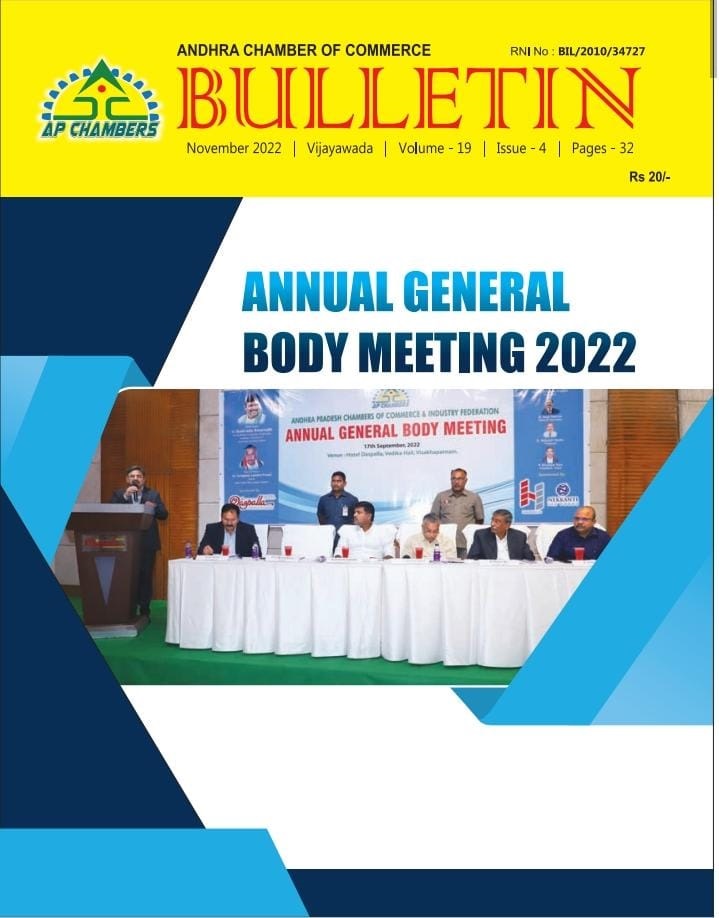 ANDHRA CHAMBER OF COMMERCE
RNI No : BIL/2010/34727
AP CHAMBERS
BULLETIN
November 2022 | Vijayawada | Volume - 19 | Issue - 4 | Pages - 32
Rs 20/-
ANNUAL GENERAL
BODY MEETING 2022
AP CHAMBERS
ANDHRA PRADESH CHAMBERS OF COMMERCE & INDUSTRY FEDERATION
ANNUAL GENERAL BODY MEETING
17th September, 2022
Venue : Hotel Daspalla, Vedika Hall, Visakhapatnam.
Daspalla
NEKKANTI